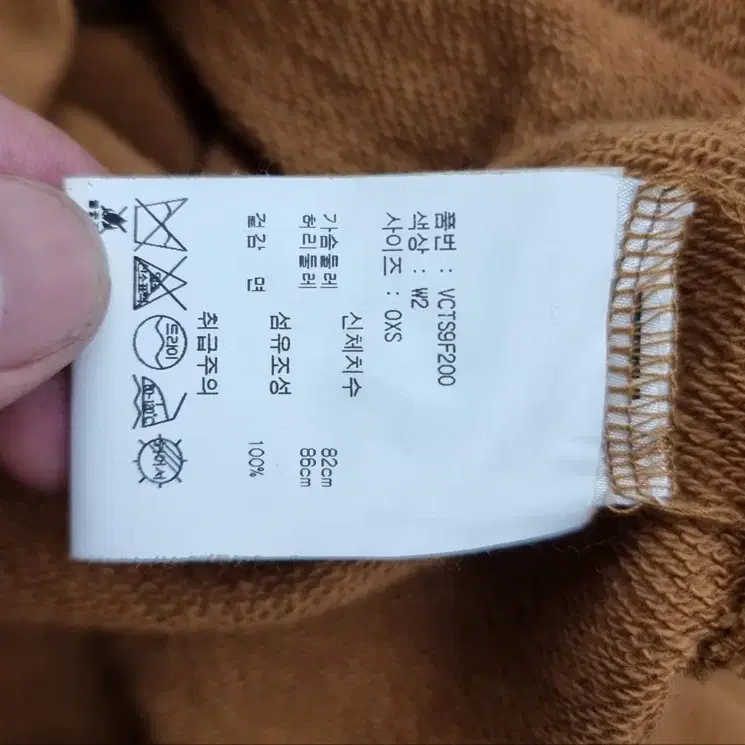 품번 : VCTS9F200
색상 : W2
사이즈 : 0XS
신체치수
가슴둘레 82cm
허리둘레 86cm
섬유조성
겉감 면 100%
취급주의
드라이